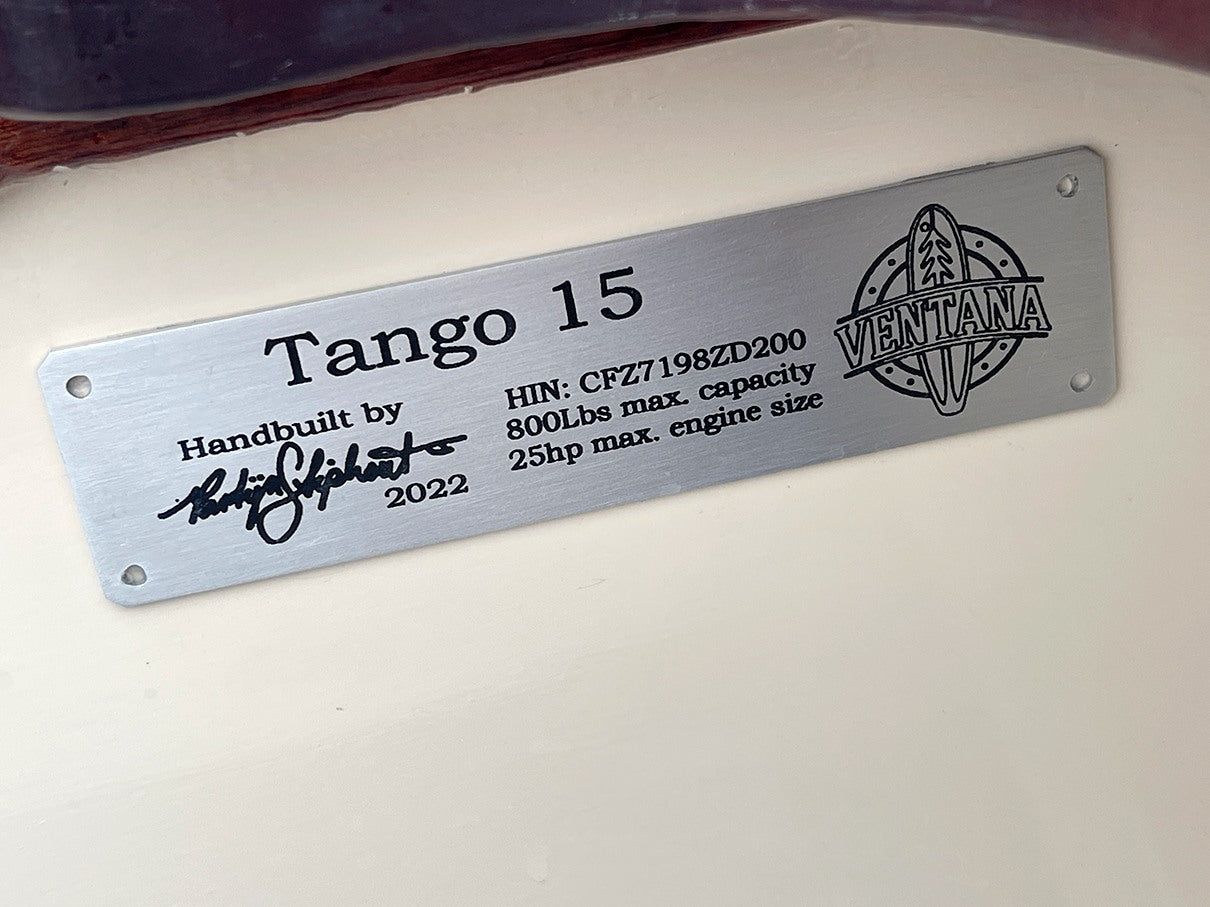 Tango 15
Handbuilt by
2022
HIN: CFZ7198ZD200
800Lbs max. capacity
25hp max. engine size
VENTANA